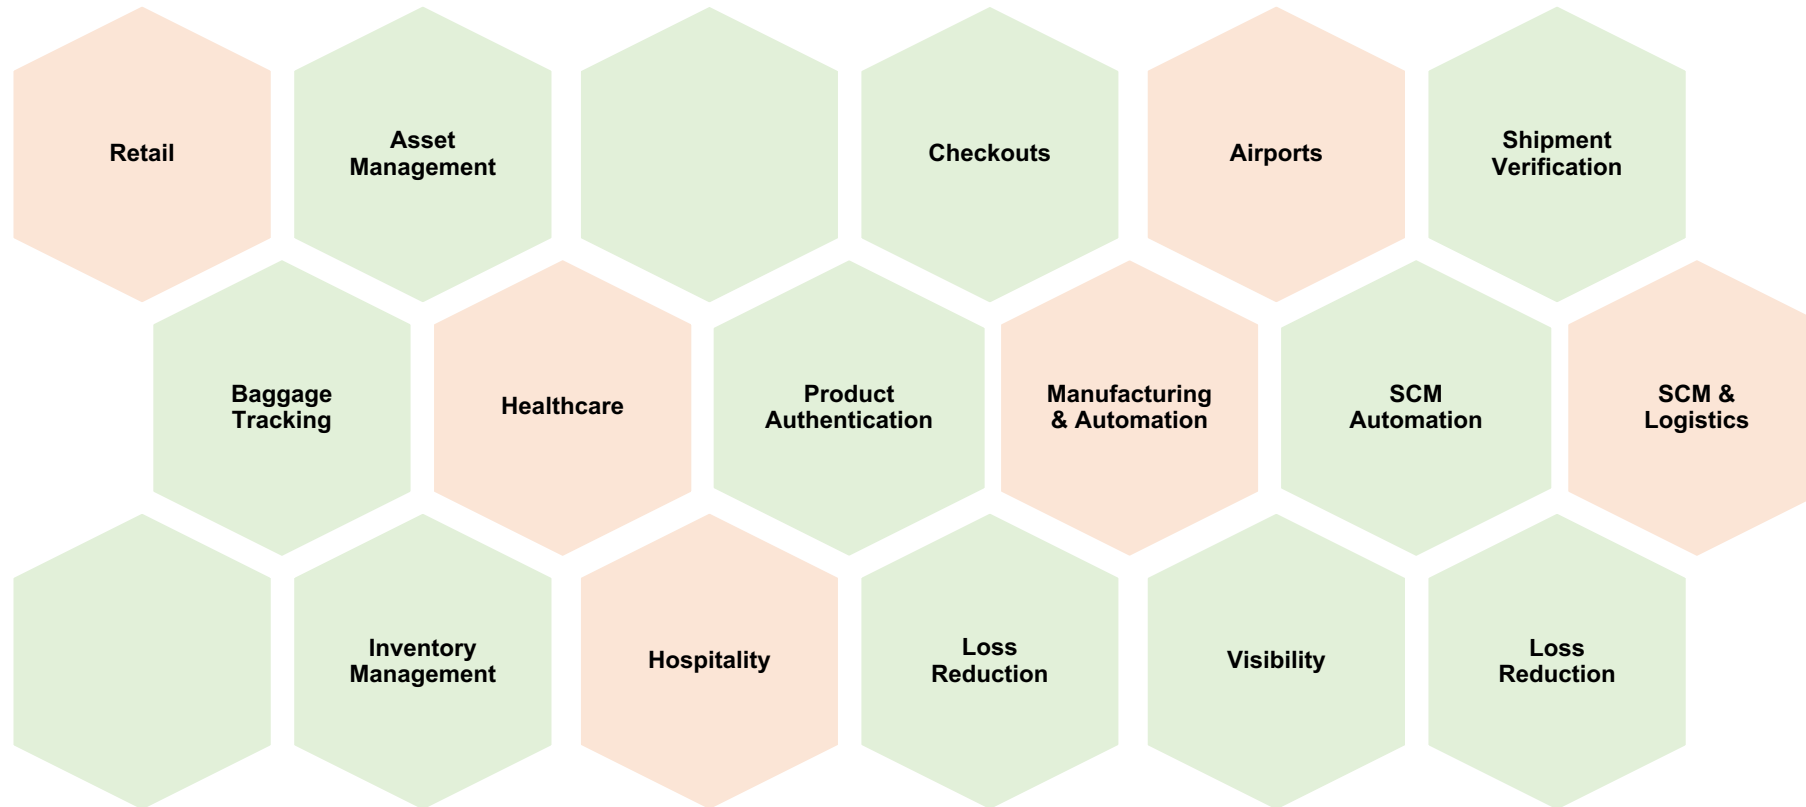 Retail
Asset
Management
Checkouts
Airports
Shipment
Verification
Baggage
Tracking
Healthcare
Product
Authentication
Manufacturing
& Automation
SCM
Automation
SCM &
Logistics
Inventory
Management
Hospitality
Loss
Reduction
Visibility
Loss
Reduction